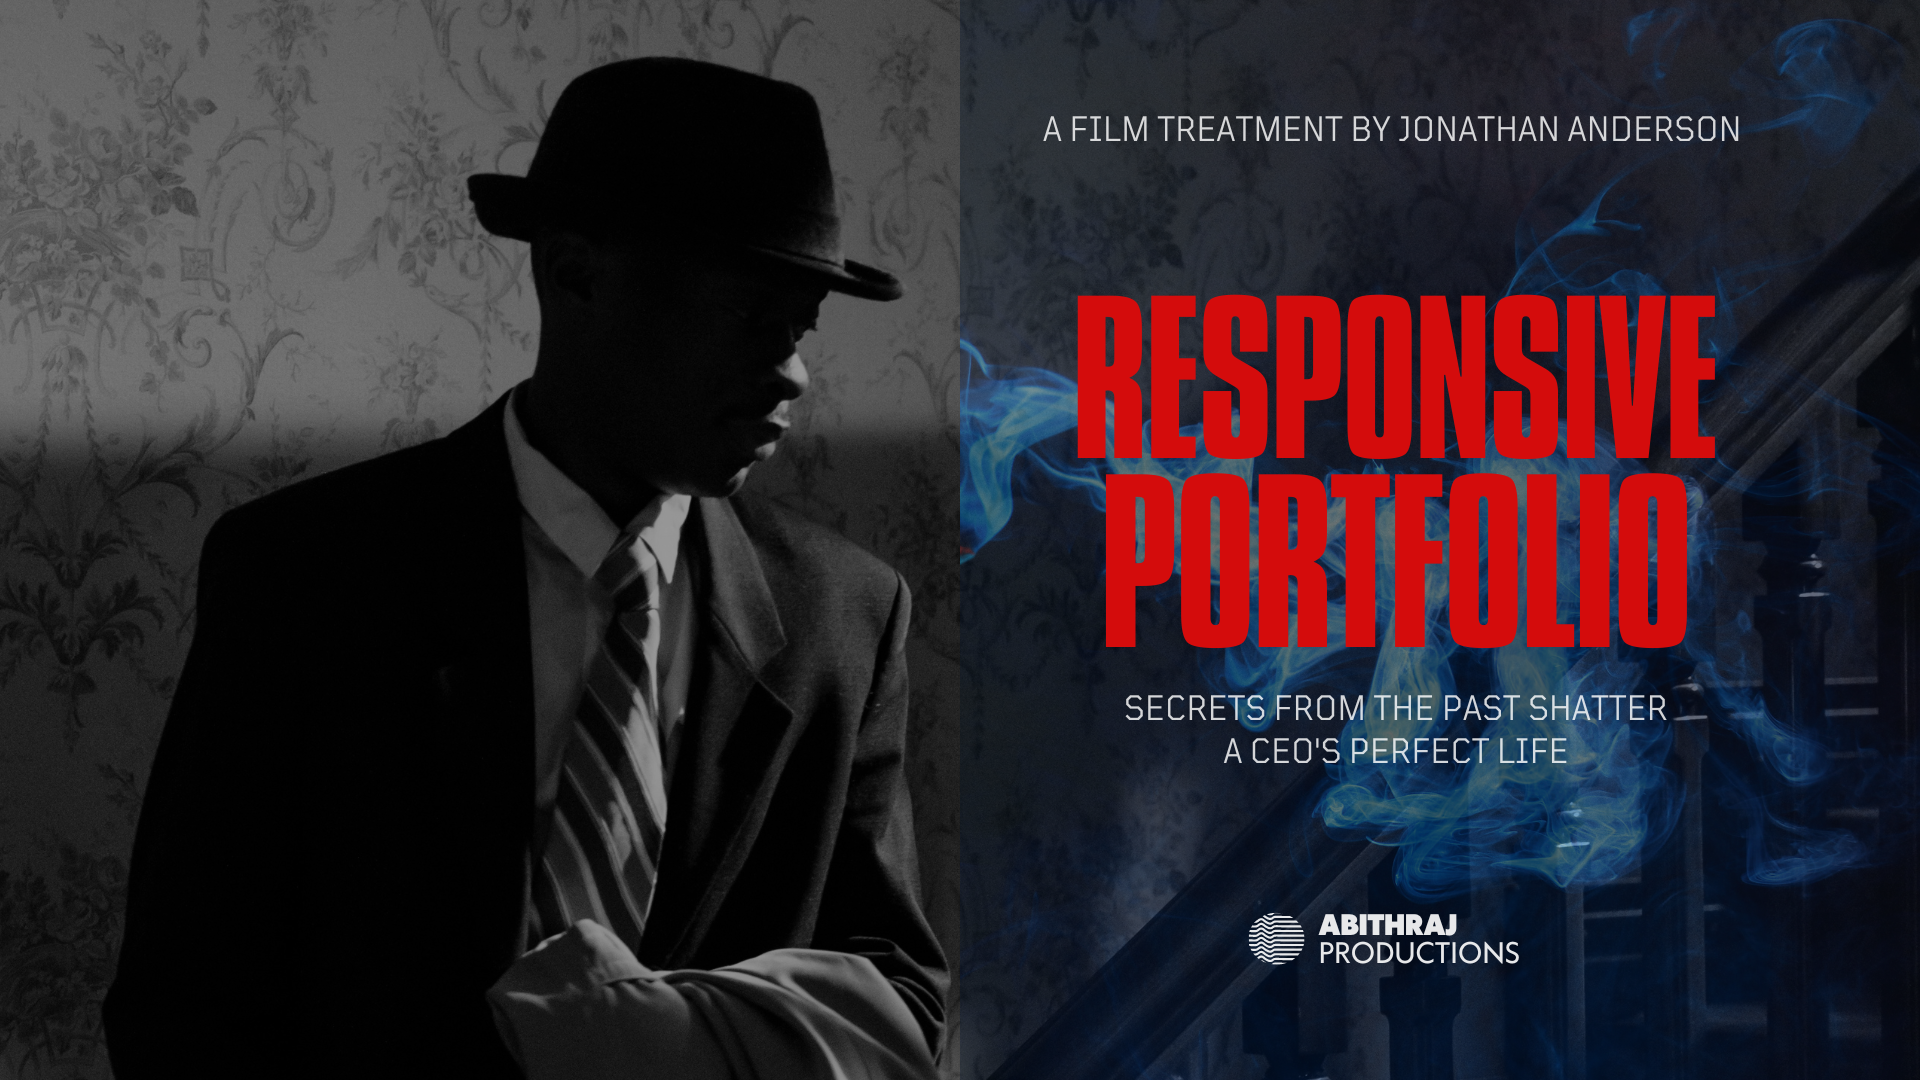 A FILM TREATMENT BY JONATHAN ANDERSON
RESPONSIVE
PORTFOLIO
SECRETS FROM THE PAST SHATTER
A CEO'S PERFECT LIFE
ABITHRAJ
PRODUCTIONS